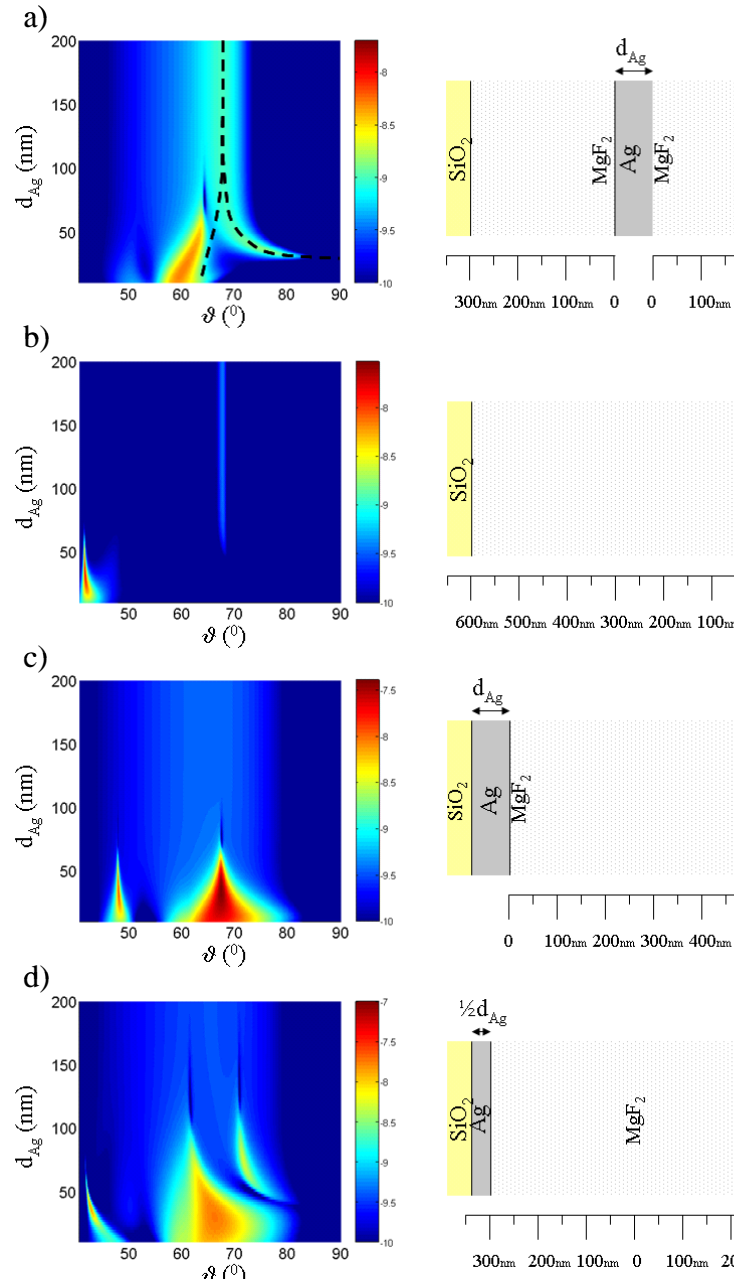 a)
200
150
100
50
d_Ag (nm)
50 60 70 80 90
ϑ (⁰)
-8
-8.5
-9
-9.5
-10
d_Ag
SiO₂
MgF₂
Ag
MgF₂
300nm 200nm 100nm 0 0 100nm
b)
200
150
100
50
d_Ag (nm)
50 60 70 80 90
ϑ (⁰)
-8
-8.5
-9
-9.5
-10
SiO₂
600nm 500nm 400nm 300nm 200nm 100n
c)
200
150
100
50
d_Ag (nm)
50 60 70 80 90
ϑ (⁰)
-7.5
-8
-8.5
-9
-9.5
-10
d_Ag
SiO₂
Ag
MgF₂
0 100nm 200nm 300nm 400n
d)
200
150
100
50
d_Ag (nm)
50 60 70 80 90
-7
-7.5
-8
-8.5
-9
-9.5
-10
½d_Ag
SiO₂
Ag
MgF₂
300nm 200nm 100nm 0 100nm 20